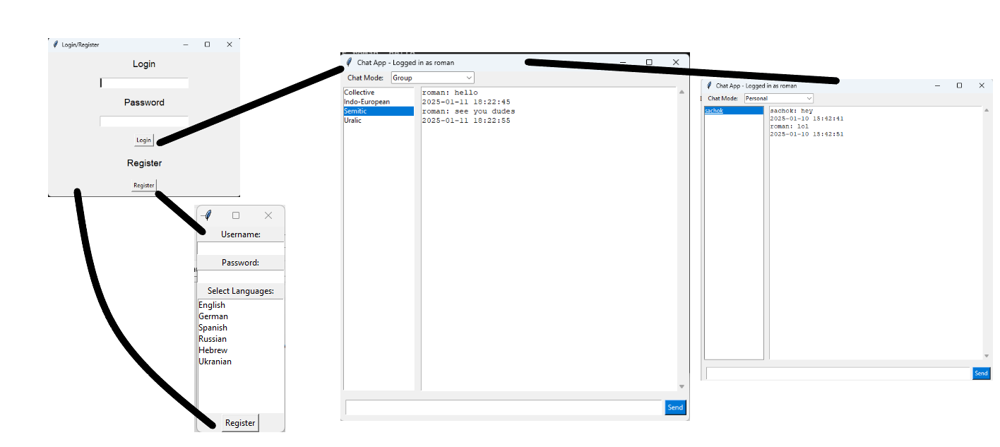 Login/Register
Login
Password
Login
Register
Register
Username:
Password:
Select Languages:
English
German
Spanish
Russian
Hebrew
Ukranian
Register
Chat App - Logged in as roman
Chat Mode: Group
Collective
Indo-European
Semitic
Uralic
roman: hello
2025-01-11 18:22:45
roman: see you dudes
2025-01-11 18:22:55
Send
Chat App - Logged in as roman
Chat Mode: Personal
sachok
sachok: hey
2025-01-10 15:42:41
roman: lol
2025-01-10 15:42:51
Send